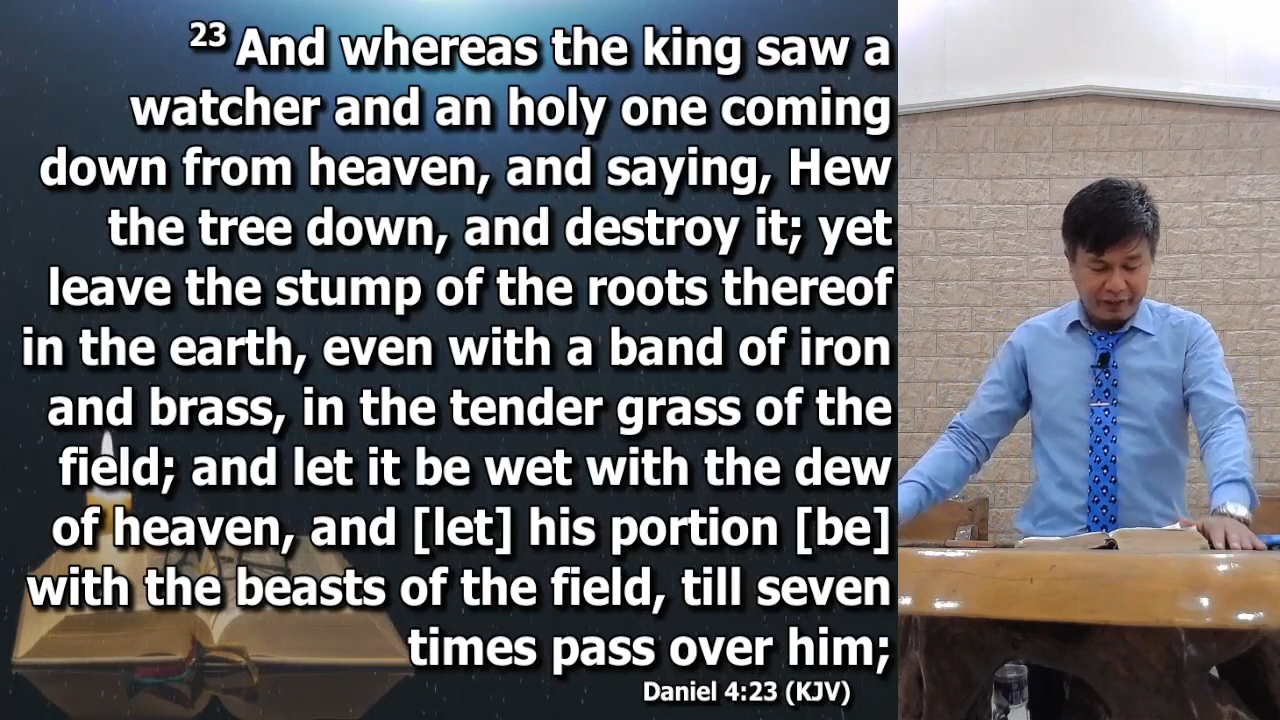 23 And whereas the king saw a
watcher and an holy one coming
down from heaven, and saying, Hew
the tree down, and destroy it; yet
leave the stump of the roots thereof
in the earth, even with a band of iron
and brass, in the tender grass of the
field; and let it be wet with the dew
of heaven, and [let] his portion [be]
with the beasts of the field, till seven
times pass over him;
Daniel 4:23 (KJV)